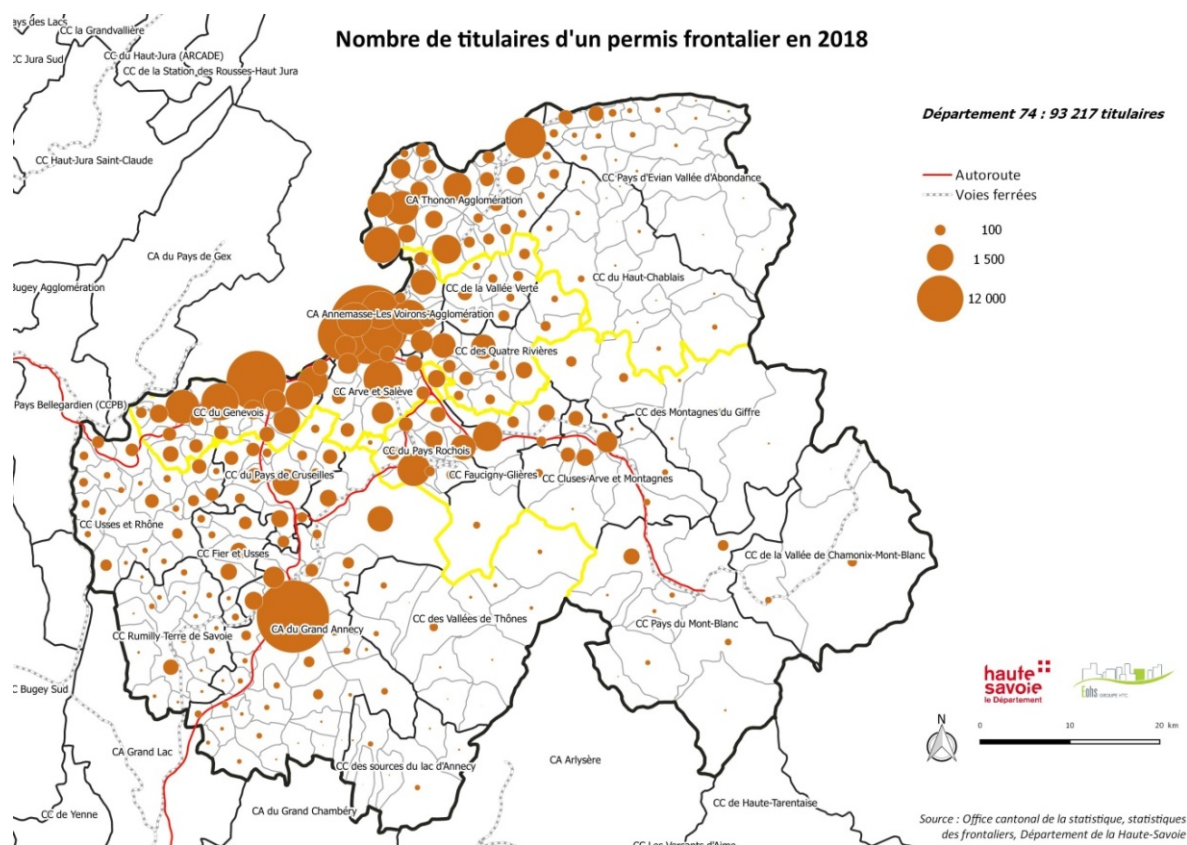 ays des Lacs
CC la Grandvallière
Nombre de titulaires d'un permis frontalier en 2018
CC du Haut-Jura (ARCADE)
CC Jura Sud
CC de la Station des Rousses-Haut Jura
Département 74 : 93 217 titulaires
CC Haut-Jura Saint-Claude
Autoroute
CC Pays d'Evian Vallée d'Abondance
Voies ferrées
CA Thonon Agglomération
100
CA du Pays de Gex
1 500
CC du Haut-Chablais
Bugey Agglomération
CC de la Vallée Verte
12 000
CA Annemasse-Les Voirons-Agglomération
CC des Quatre Rivières
CC Arve et Salève
Pays Bellegardien (CCPB)
CC du Genevois
CC des Montagnes du Giffre
CC du Pays Rochois
CC du Pays de Cruseilles
CC Faucigny-Glières
CC Cluses-Arve et Montagnes
CC Usses et Rhône
CC Fier et Usses
CC de la Vallée de Chamonix-Mont-Blanc
CC des Vallées de Thônes
CC Pays du Mont-Blanc
CA du Grand Annecy
CC Rumilly Terre de Savoie
haute
savoie
le Département
Eohs GROUPE HTC
C Bugey Sud
N
0 10 20 km
CA Grand Lac
CA Arlysère
CC des sources du lac d'Annecy
CC de Haute-Tarentaise
CC de Yenne
CA du Grand Chambéry
Source : Office cantonal de la statistique, statistiques
des frontaliers, Département de la Haute-Savoie
CC Les Versants d'Aime